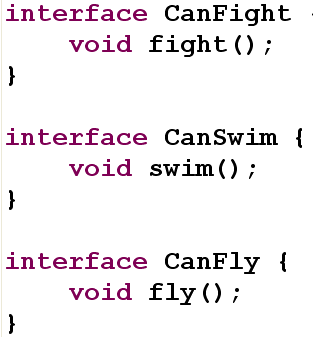 interface CanFight {
void fight();
}
interface CanSwim {
void swim();
}
interface CanFly {
void fly();
}